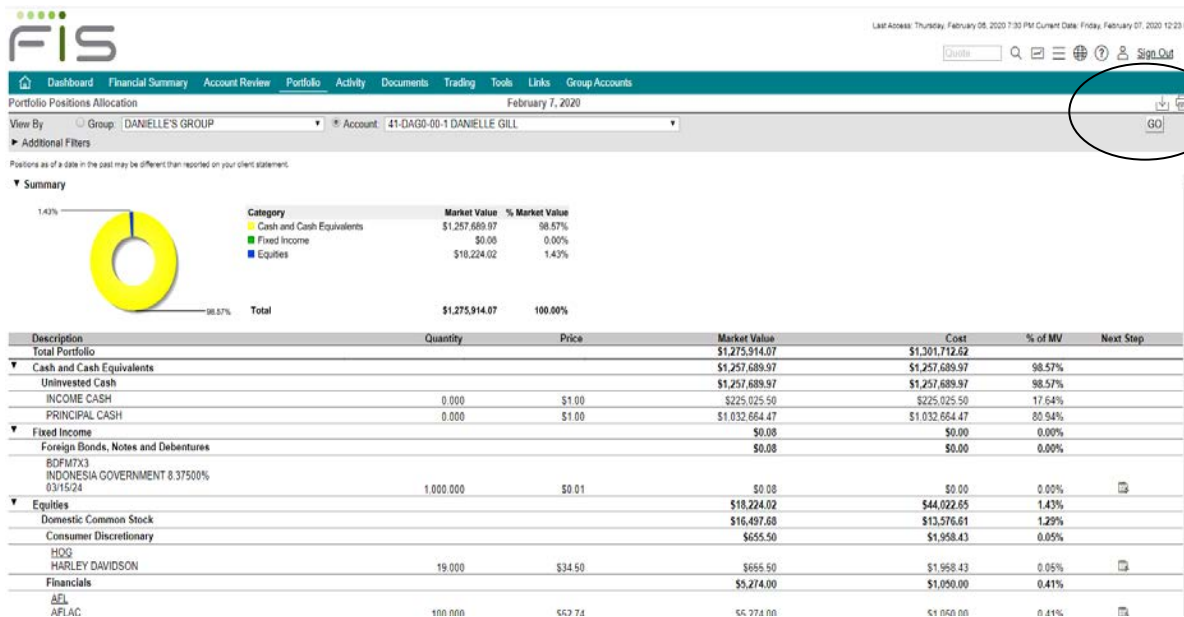 FIS
Last Access: Thursday, February 06, 2020 7:30 PM Current Date: Friday, February 07, 2020 12:23
Quote Sign Out
Dashboard Financial Summary Account Review Portfolio Activity Documents Trading Tools Links Group Accounts
Portfolio Positions Allocation February 7, 2020
View By Group: DANIELLE'S GROUP Account: 41-DAG0-00-1 DANIELLE GILL GO
Additional Filters
Positions as of a date in the past may be different than reported on your client statement.
Summary
1.43%
98.57%
Category Market Value % Market Value
Cash and Cash Equivalents $1,257,689.97 98.57%
Fixed Income $0.08 0.00%
Equities $18,224.02 1.43%
Total $1,275,914.07 100.00%
Description Quantity Price Market Value Cost % of MV Next Step
Total Portfolio $1,275,914.07 $1,301,712.62
Cash and Cash Equivalents $1,257,689.97 $1,257,689.97 98.57%
Uninvested Cash $1,257,689.97 $1,257,689.97 98.57%
INCOME CASH 0.000 $1.00 $225,025.50 $225,025.50 17.64%
PRINCIPAL CASH 0.000 $1.00 $1,032,664.47 $1,032,664.47 80.94%
Fixed Income $0.08 $0.00 0.00%
Foreign Bonds, Notes and Debentures $0.08 $0.00 0.00%
BDFM7X3
INDONESIA GOVERNMENT 8.37500%
03/15/24 1,000.000 $0.01 $0.08 $0.00 0.00%
Equities $18,224.02 $44,022.65 1.43%
Domestic Common Stock $16,497.68 $13,576.61 1.29%
Consumer Discretionary $655.50 $1,958.43 0.05%
HOG
HARLEY DAVIDSON 19.000 $34.50 $655.50 $1,958.43 0.05%
Financials $5,274.00 $1,050.00 0.41%
AFL
AFLAC 100.000 $52.74 $5,274.00 $1,050.00 0.41%